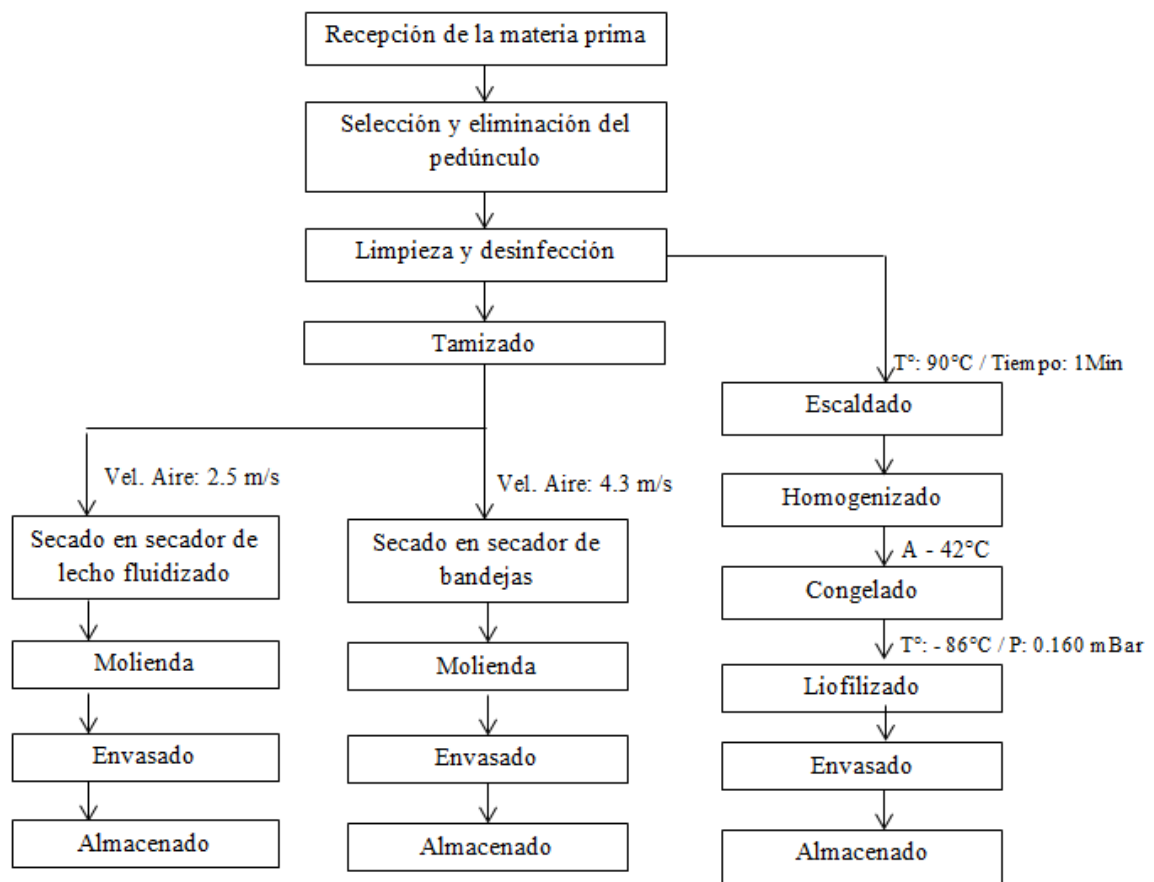 Recepción de la materia prima
Selección y eliminación del
pedúnculo
Limpieza y desinfección
Tamizado
Vel. Aire: 2.5 m/s
Secado en secador de
lecho fluidizado
Molienda
Envasado
Almacenado
Vel. Aire: 4.3 m/s
Secado en secador de
bandejas
Molienda
Envasado
Almacenado
T°: 90°C / Tiempo: 1Min
Escaldado
Homogenizado
A - 42°C
Congelado
T°: - 86°C / P: 0.160 mBar
Liofilizado
Envasado
Almacenado